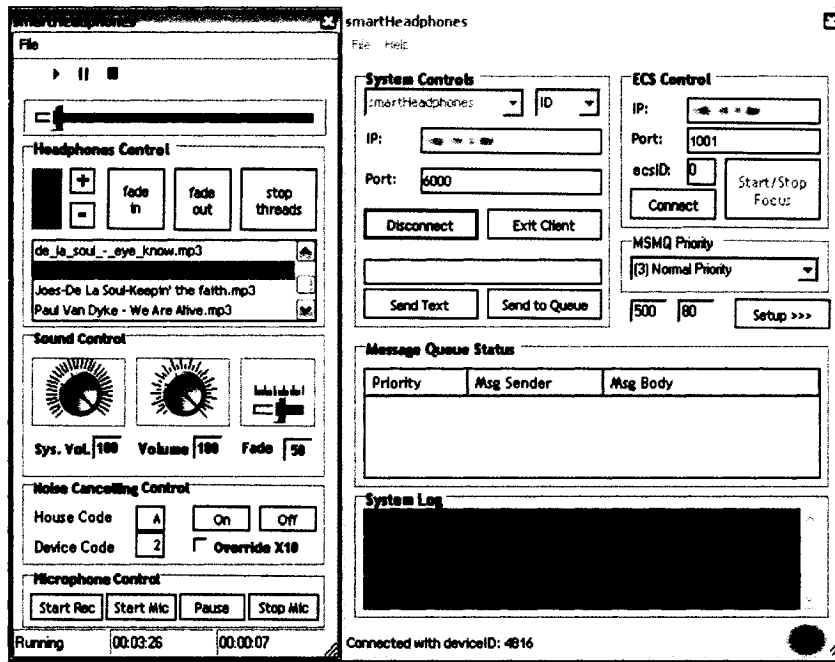 smartHeadphones
File
Headphones Control
+
-
fade in
fade out
stop threads
de_la_soul_-_eye_know.mp3
Joes-De La Soul-Keepin' the faith.mp3
Paul Van Dyke - We Are Alive.mp3
Sound Control
Sys. Vol. 100
Volume 100
Fade 50
Noise Cancelling Control
House Code A On Off
Device Code 2 Override X10
Microphone Control
Start Rec Start Mic Pause Stop Mic
Running 00:03:26 00:00:07
smartHeadphones
File Help
System Controls
smartHeadphones ID
IP:
Port: 6000
Disconnect Exit Client
Send Text Send to Queue
ECS Control
IP:
Port: 1001
ecsID: 0
Connect
Start/Stop Focus
MSMQ Priority
(3) Normal Priority
500 80 Setup >>>
Message Queue Status
Priority Msg Sender Msg Body
System Log
Connected with deviceID: 4816